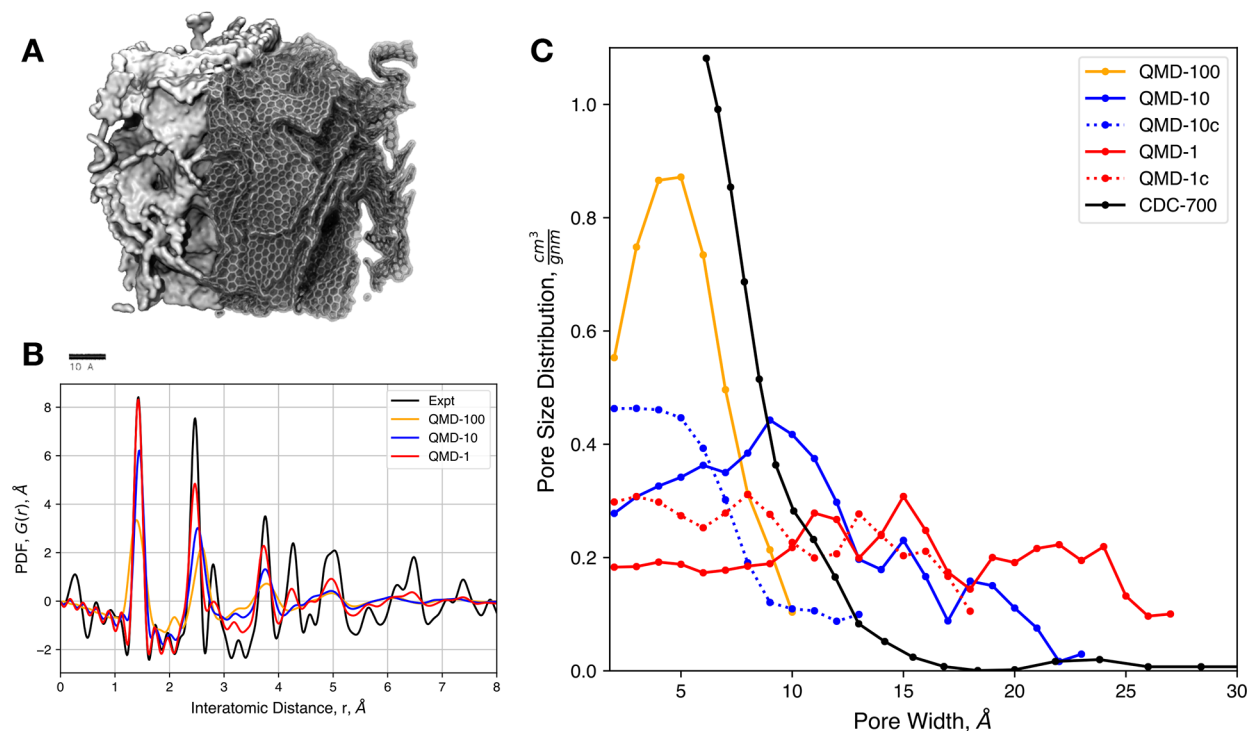 A
B
10 A
PDF, G(r), Å
8
6
4
2
0
−2
0
1
2
3
4
5
6
7
8
Interatomic Distance, r, Å
Expt
QMD-100
QMD-10
QMD-1
C
Pore Size Distribution, cm³/gnm
1.0
0.8
0.6
0.4
0.2
0.0
5
10
15
20
25
30
Pore Width, Å
QMD-100
QMD-10
QMD-10c
QMD-1
QMD-1c
CDC-700